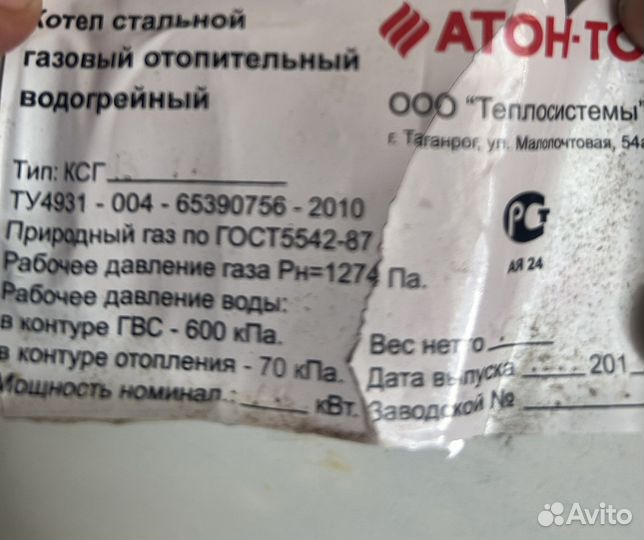 Котел стальной
газовый отопительный
водогрейный
Тип: КСГ
ТУ4931 - 004 - 65390756 - 2010
Природный газ по ГОСТ5542-87
Рабочее давление газа Рн=1274 Па.
Рабочее давление воды:
в контуре ГВС - 600 кПа.
в контуре отопления - 70 кПа.
Мощность номинал.: кВт.
АТОН-ТО
ООО "Теплосистемы"
г. Таганрог, ул. Малопочтовая, 54а
РСТ
АЯ 24
Вес нетто
Дата выпуска 201
Заводской №
Avito